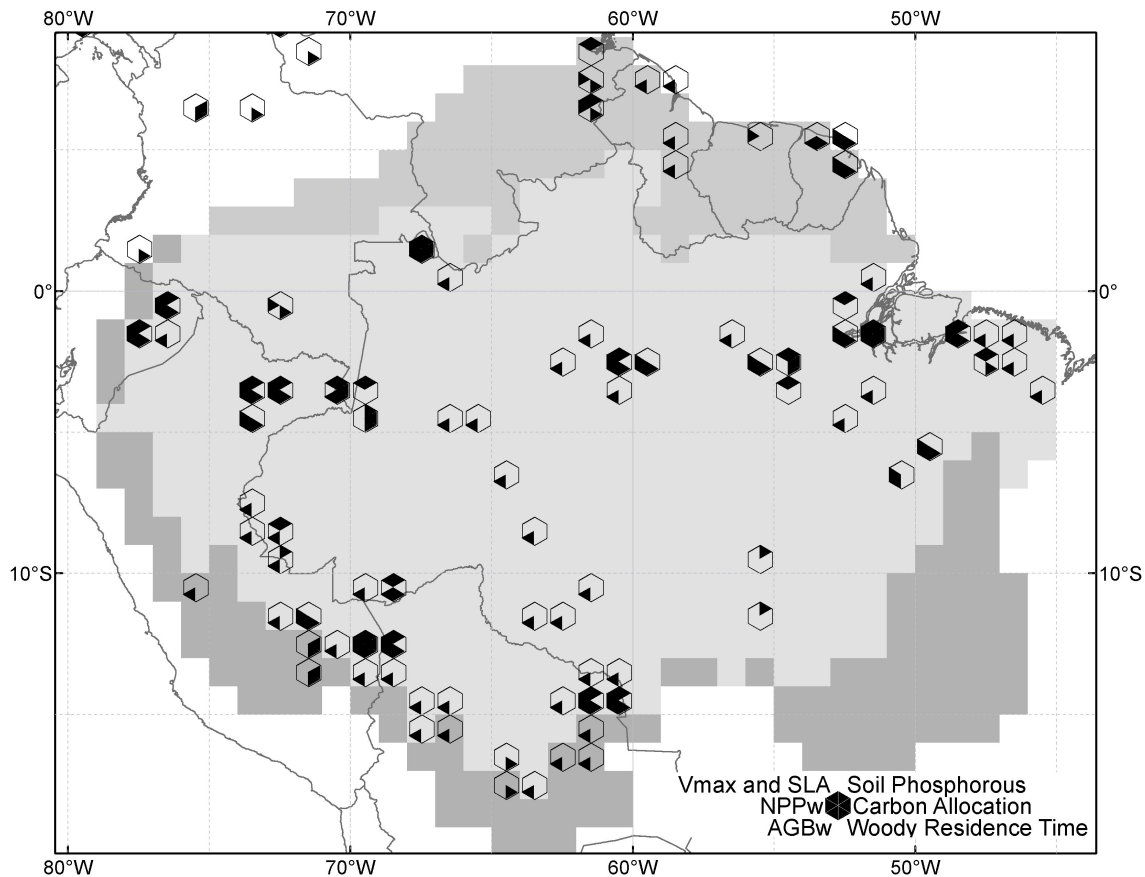 80°W 70°W 60°W 50°W
0° 0°
10°S 10°S
Vmax and SLA Soil Phosphorous
NPPw Carbon Allocation
AGBw Woody Residence Time
80°W 70°W 60°W 50°W